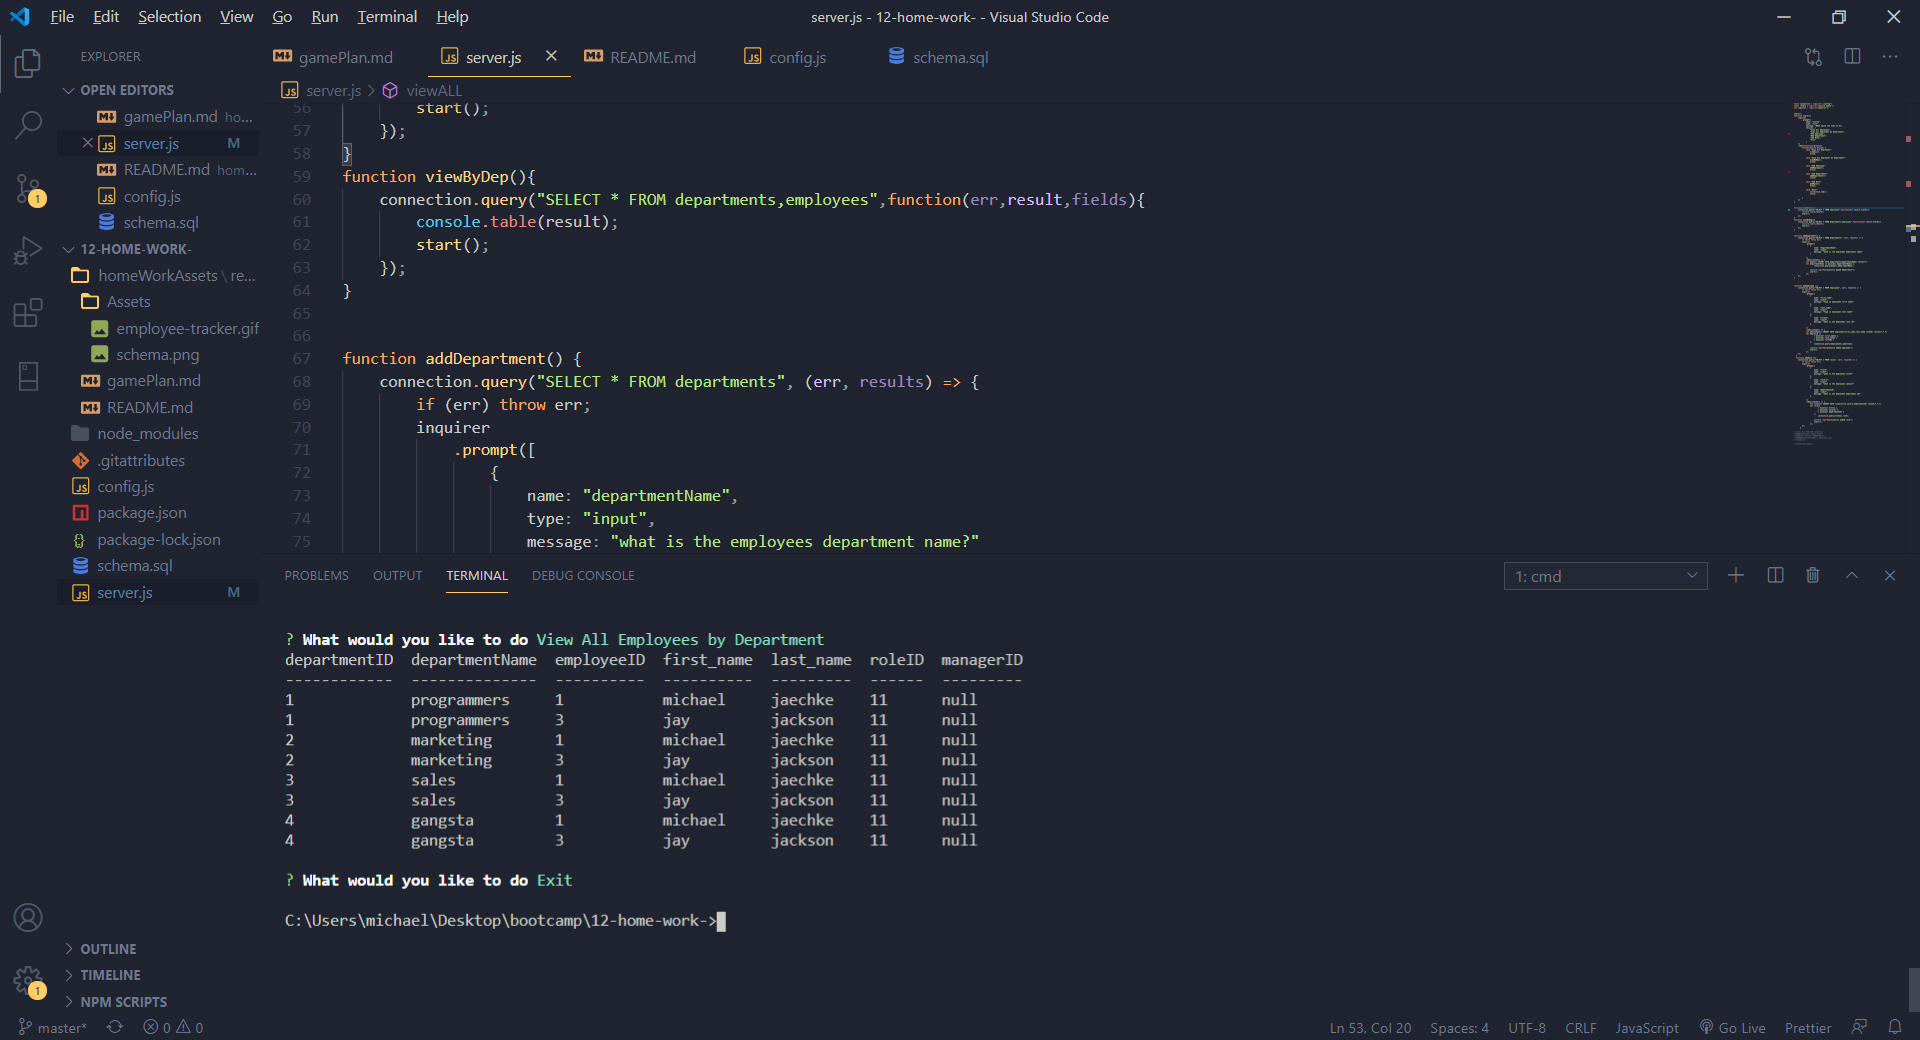 File Edit Selection View Go Run Terminal Help
server.js - 12-home-work- - Visual Studio Code
EXPLORER
OPEN EDITORS
gamePlan.md ho...
server.js M
README.md hom...
config.js
schema.sql
12-HOME-WORK-
homeWorkAssets \ re...
Assets
employee-tracker.gif
schema.png
gamePlan.md
README.md
node_modules
.gitattributes
config.js
package.json
package-lock.json
schema.sql
server.js M
OUTLINE
TIMELINE
NPM SCRIPTS
1
1
gamePlan.md server.js README.md config.js schema.sql
server.js > viewALL
56 start();
57 });
58 }
59 function viewByDep(){
60 connection.query("SELECT * FROM departments,employees",function(err,result,fields){
61 console.table(result);
62 start();
63 });
64 }
65
66
67 function addDepartment() {
68 connection.query("SELECT * FROM departments", (err, results) => {
69 if (err) throw err;
70 inquirer
71 .prompt([
72 {
73 name: "departmentName",
74 type: "input",
75 message: "what is the employees department name?"
PROBLEMS OUTPUT TERMINAL DEBUG CONSOLE
1: cmd
? What would you like to do View All Employees by Department
departmentID departmentName employeeID first_name last_name roleID managerID
------------ -------------- ---------- ---------- --------- ------ ---------
1 programmers 1 michael jaechke 11 null
1 programmers 3 jay jackson 11 null
2 marketing 1 michael jaechke 11 null
2 marketing 3 jay jackson 11 null
3 sales 1 michael jaechke 11 null
3 sales 3 jay jackson 11 null
4 gangsta 1 michael jaechke 11 null
4 gangsta 3 jay jackson 11 null
? What would you like to do Exit
C:\Users\michael\Desktop\bootcamp\12-home-work->
master* 0 0
Ln 53, Col 20 Spaces: 4 UTF-8 CRLF JavaScript Go Live Prettier